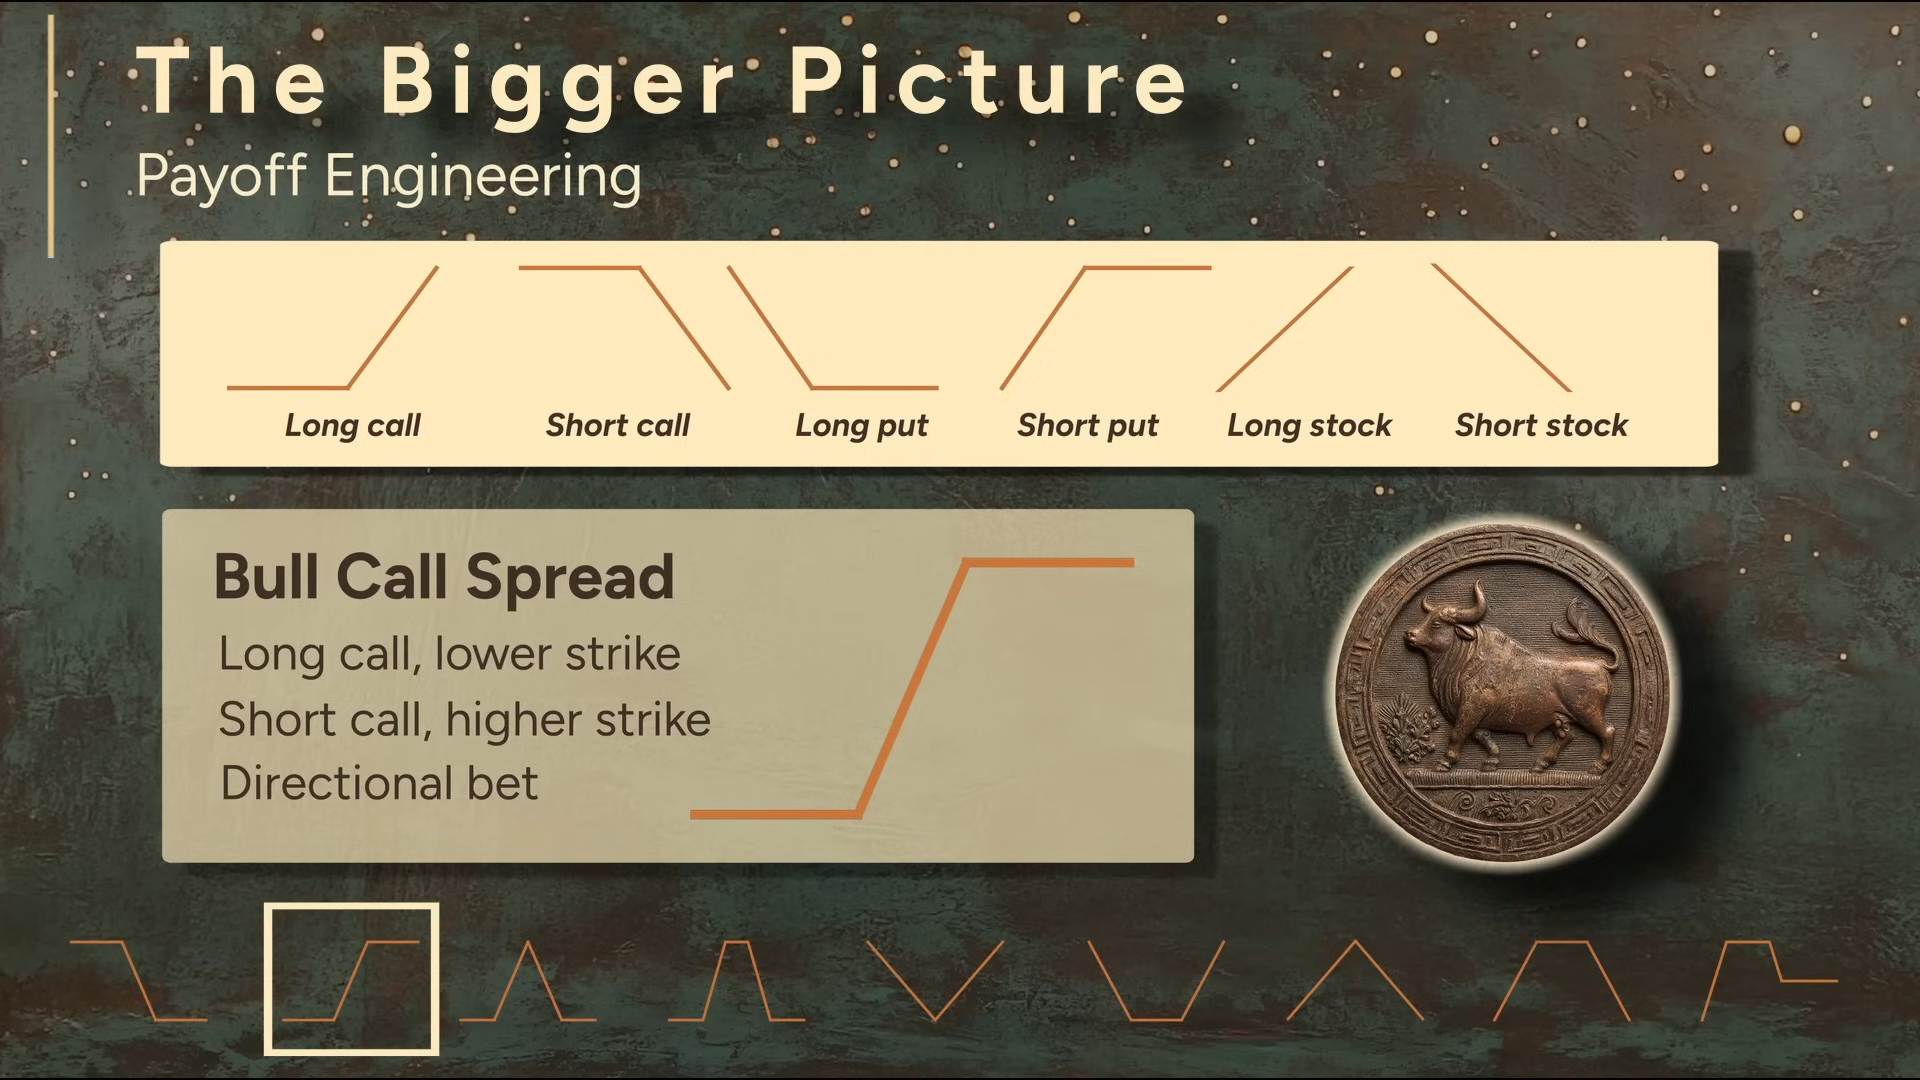 The Bigger Picture
Payoff Engineering
Long call
Short call
Long put
Short put
Long stock
Short stock
Bull Call Spread
Long call, lower strike
Short call, higher strike
Directional bet